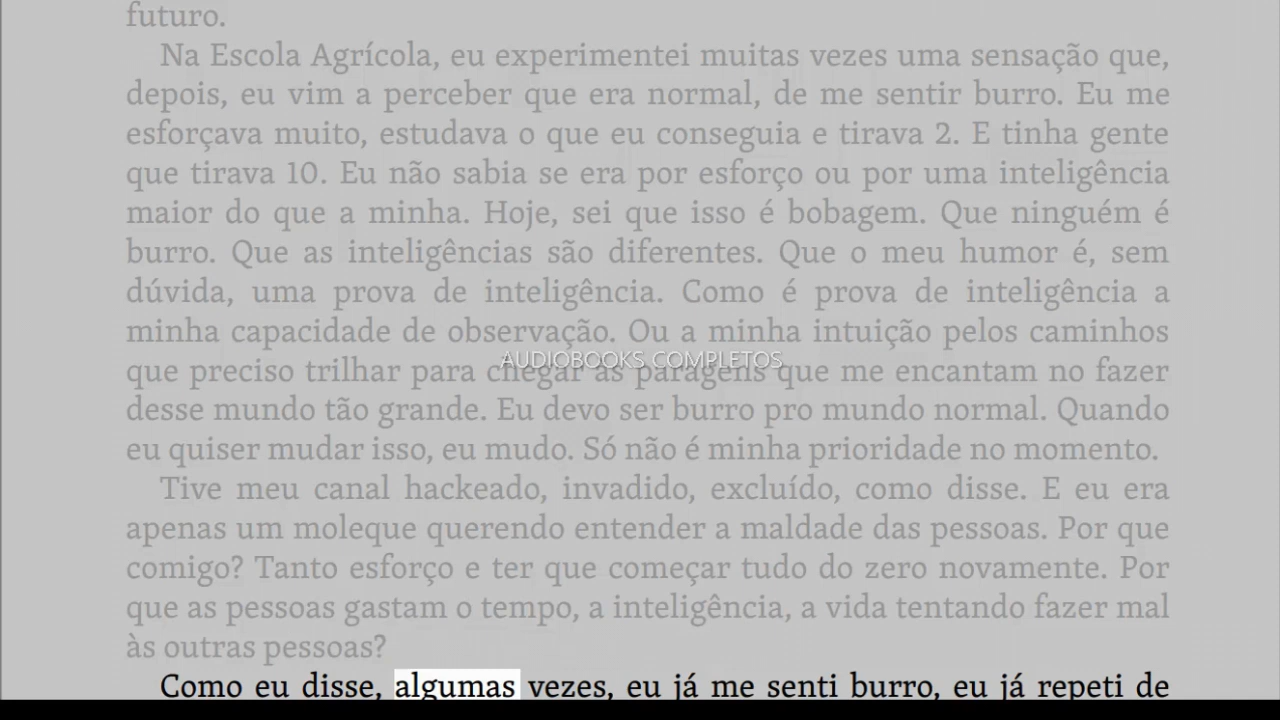 futuro.
Na Escola Agrícola, eu experimentei muitas vezes uma sensação que,
depois, eu vim a perceber que era normal, de me sentir burro. Eu me
esforçava muito, estudava o que eu conseguia e tirava 2. E tinha gente
que tirava 10. Eu não sabia se era por esforço ou por uma inteligência
maior do que a minha. Hoje, sei que isso é bobagem. Que ninguém é
burro. Que as inteligências são diferentes. Que o meu humor é, sem
dúvida, uma prova de inteligência. Como é prova de inteligência a
minha capacidade de observação. Ou a minha intuição pelos caminhos
AUDIOBOOKS COMPLETOS
que preciso trilhar para chegar às paragens que me encantam no fazer
desse mundo tão grande. Eu devo ser burro pro mundo normal. Quando
eu quiser mudar isso, eu mudo. Só não é minha prioridade no momento.
Tive meu canal hackeado, invadido, excluído, como disse. E eu era
apenas um moleque querendo entender a maldade das pessoas. Por que
comigo? Tanto esforço e ter que começar tudo do zero novamente. Por
que as pessoas gastam o tempo, a inteligência, a vida tentando fazer mal
às outras pessoas?
Como eu disse, algumas vezes, eu já me senti burro, eu já repeti de